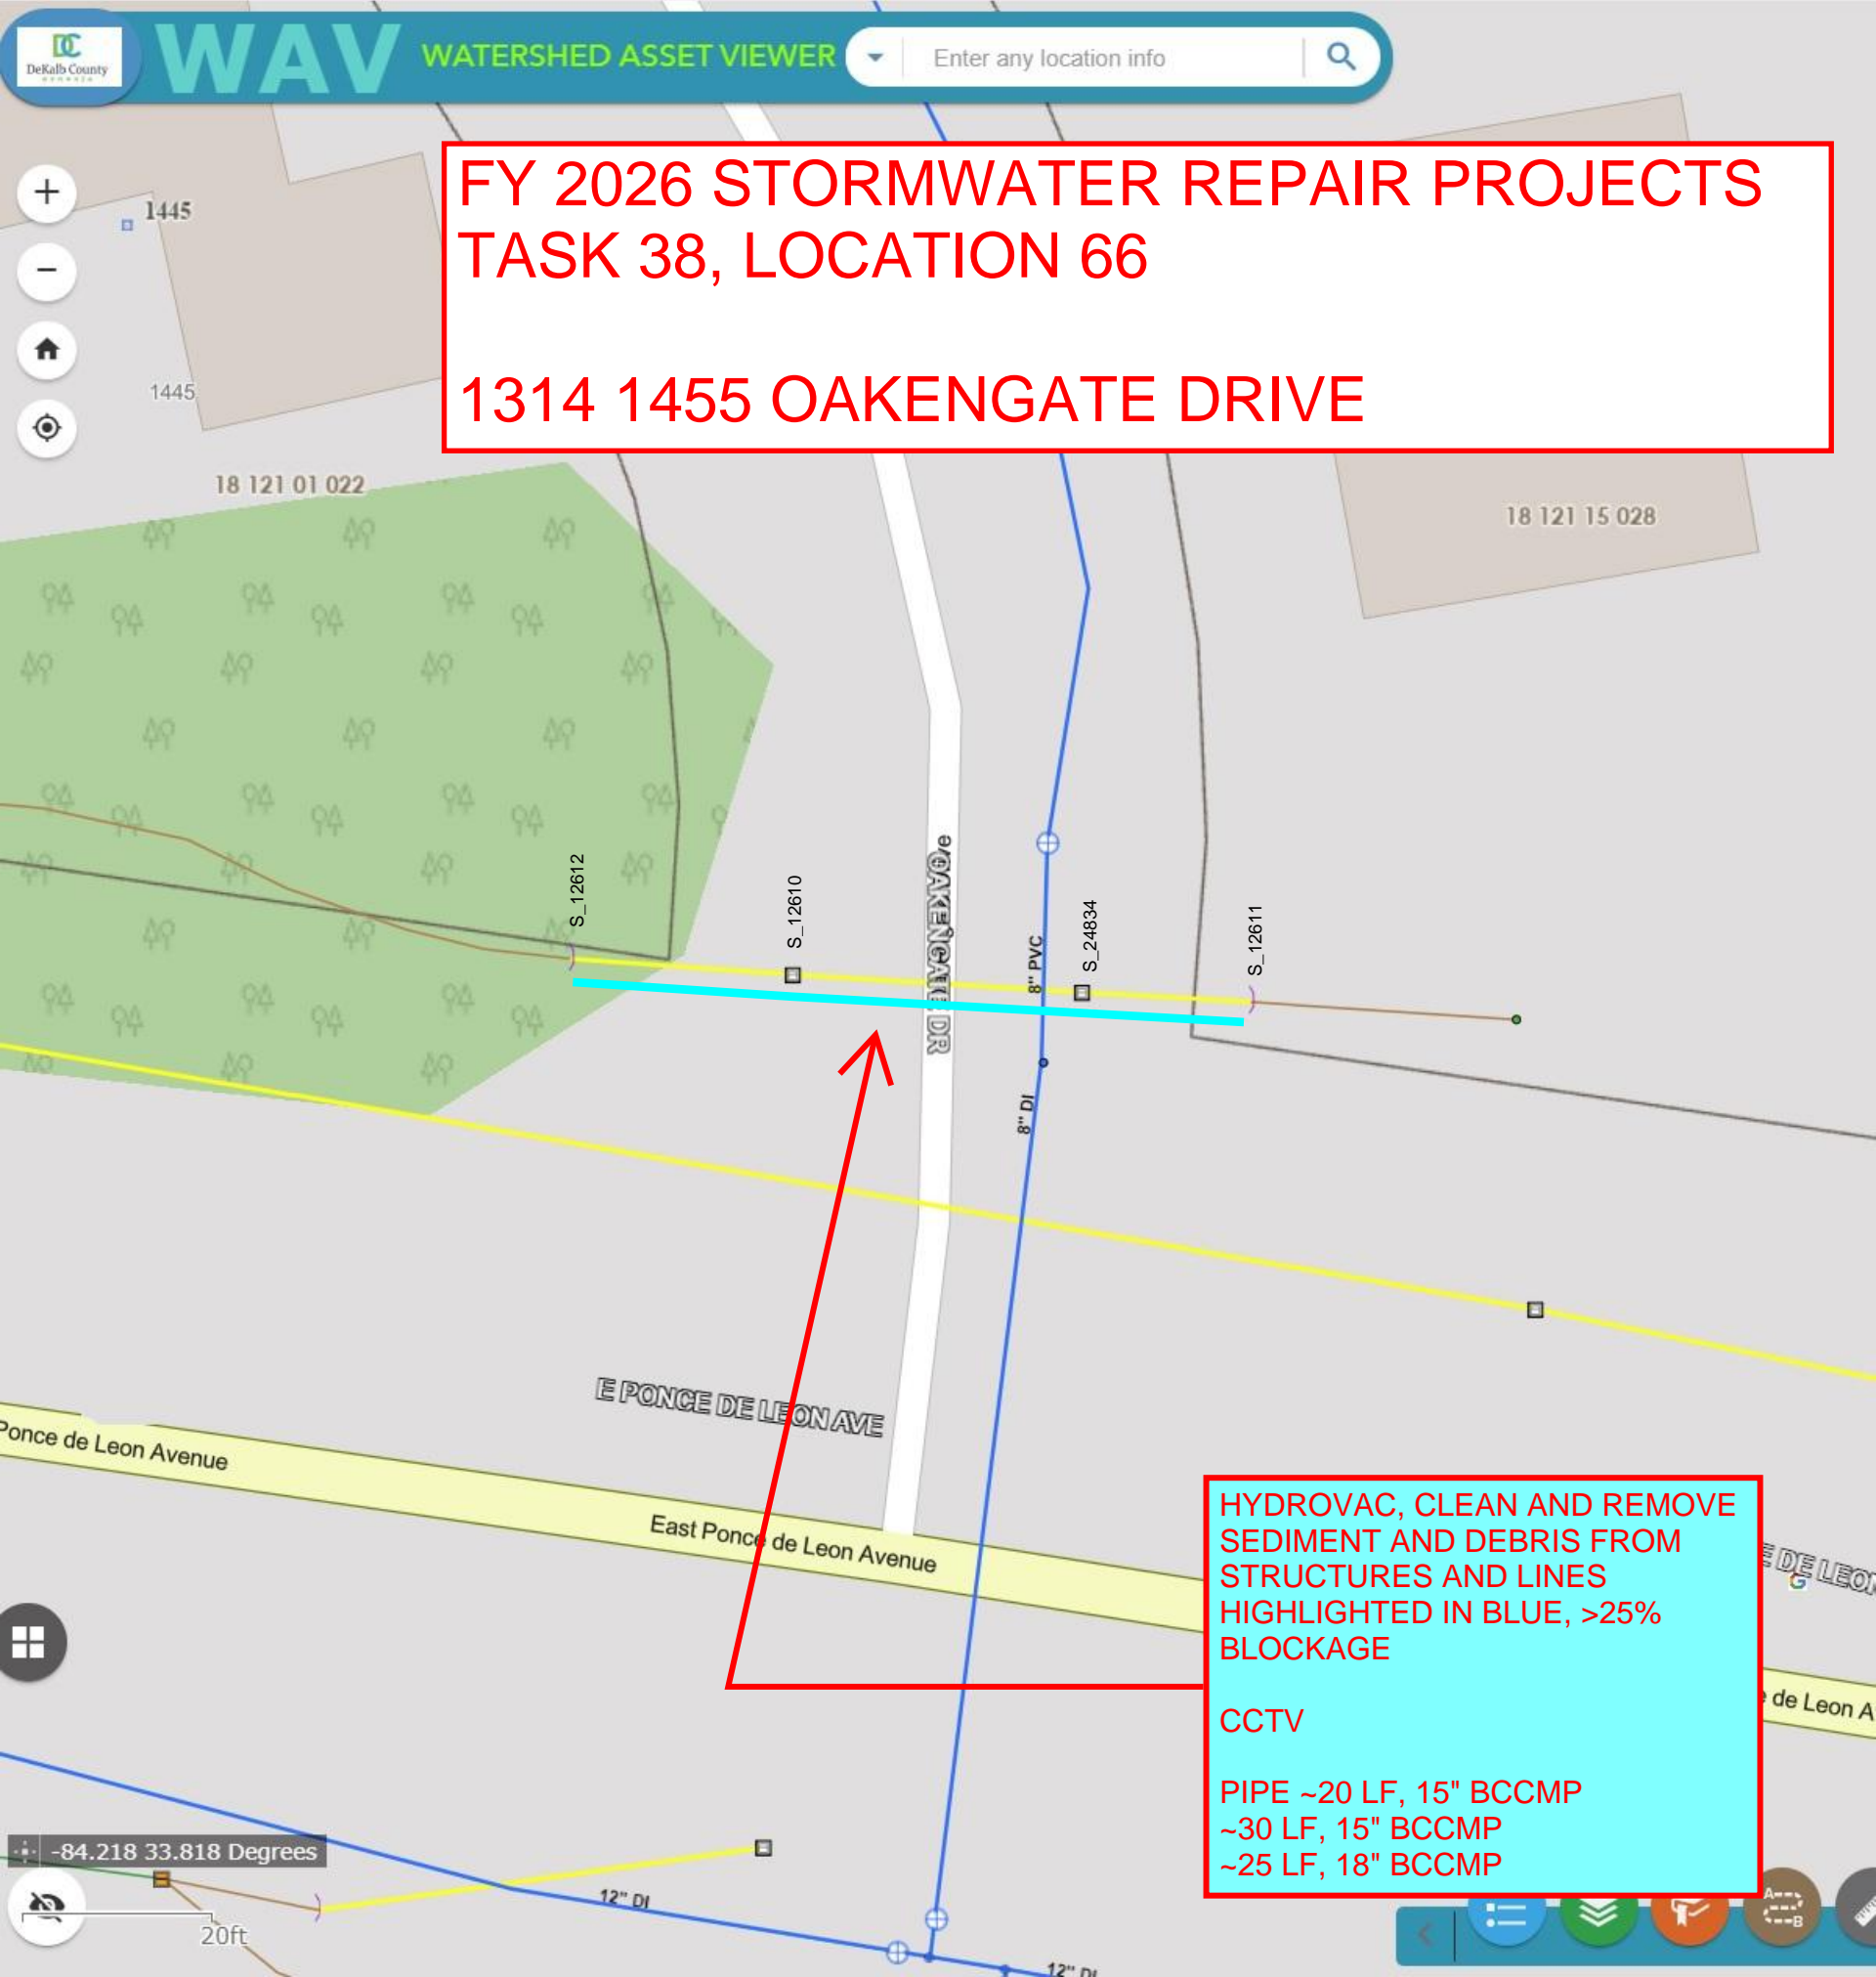 DC
DeKalb County
WAV
WATERSHED ASSET VIEWER
Enter any location info
FY 2026 STORMWATER REPAIR PROJECTS
TASK 38, LOCATION 66
1314 1455 OAKENGATE DRIVE
1445
1445
18 121 01 022
18 121 15 028
S_12612
S_12610
OAKENGATE DR
8" PVC
S_24834
S_12611
8" DI
E PONCE DE LEON AVE
Ponce de Leon Avenue
East Ponce de Leon Avenue
E DE LEON
de Leon A
HYDROVAC, CLEAN AND REMOVE
SEDIMENT AND DEBRIS FROM
STRUCTURES AND LINES
HIGHLIGHTED IN BLUE, >25%
BLOCKAGE
CCTV
PIPE ~20 LF, 15" BCCMP
~30 LF, 15" BCCMP
~25 LF, 18" BCCMP
-84.218 33.818 Degrees
20ft
12" DI
12" DI
A
B